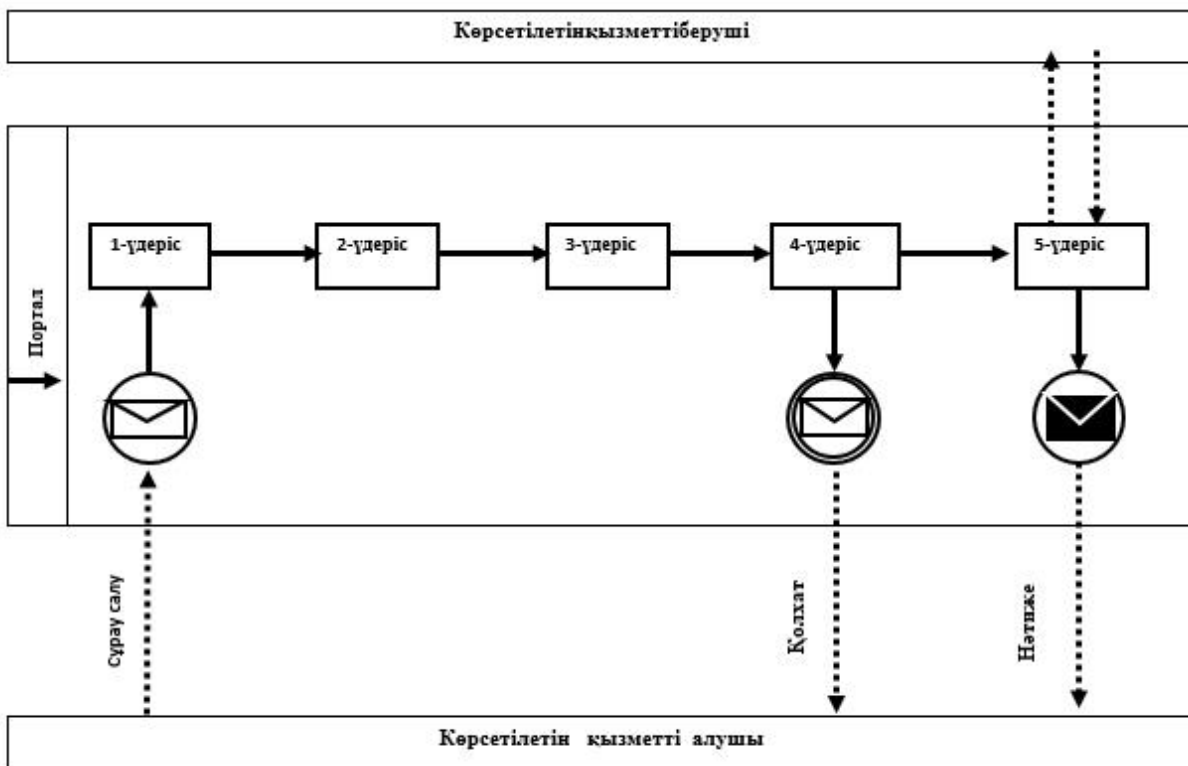 Көрсетілетінқызметтіберуші
1-үдеріс
2-үдеріс
3-үдеріс
4-үдеріс
5-үдеріс
Портал
Сұрау салу
Қолхат
Нәтиже
Көрсетілетін қызметті алушы